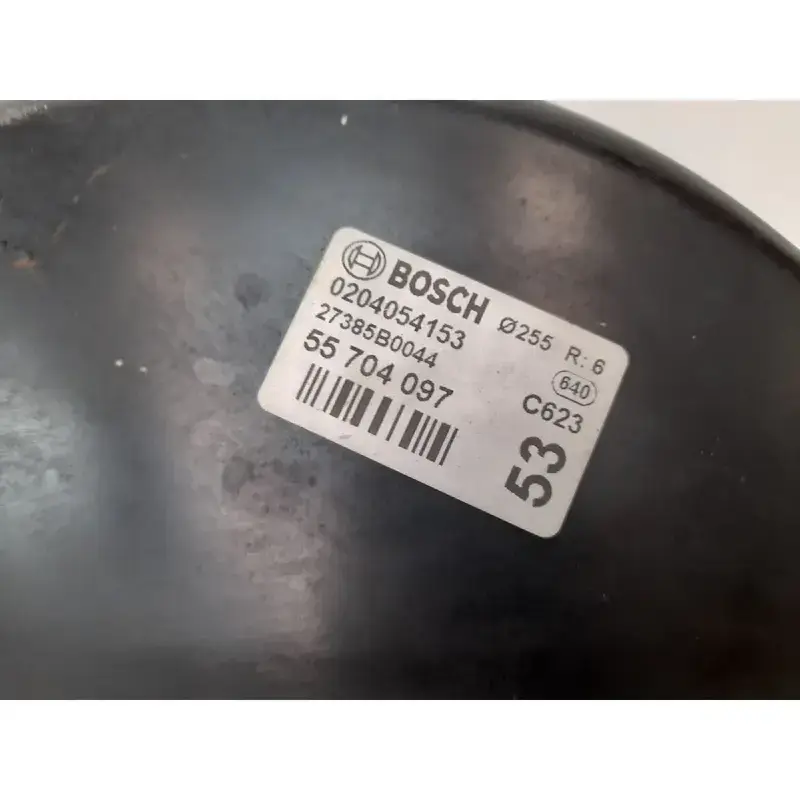 BOSCH Ø255 R: 6
0204054153
27385B0044 640
55 704 097 C623
53